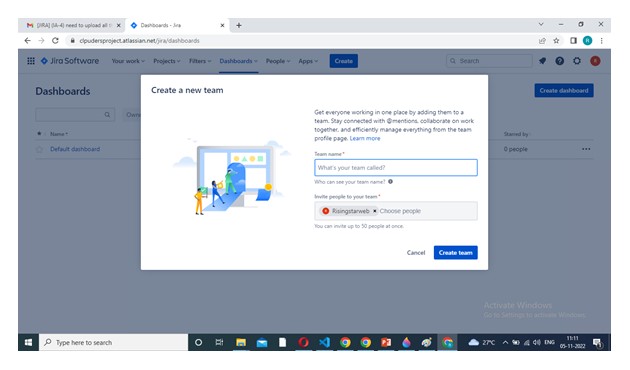 [JIRA] (IA-4) need to upload all t
Dashboards - Jira
clpudersproject.atlassian.net/jira/dashboards
Jira Software Your work Projects Filters Dashboards People Apps Create Search
Dashboards
Create dashboard
Owne
Name
Starred by
Default dashboard
0 people
Create a new team
Get everyone working in one place by adding them to a
team. Stay connected with @mentions, collaborate on work
together, and efficiently manage everything from the team
profile page. Learn more
Team name *
What's your team called?
Who can see your team name?
Invite people to your team *
Risingstarweb × Choose people
You can invite up to 50 people at once.
Cancel Create team
Activate Windows
Go to Settings to activate Windows.
Type here to search
27°C ENG
11:11
05-11-2022